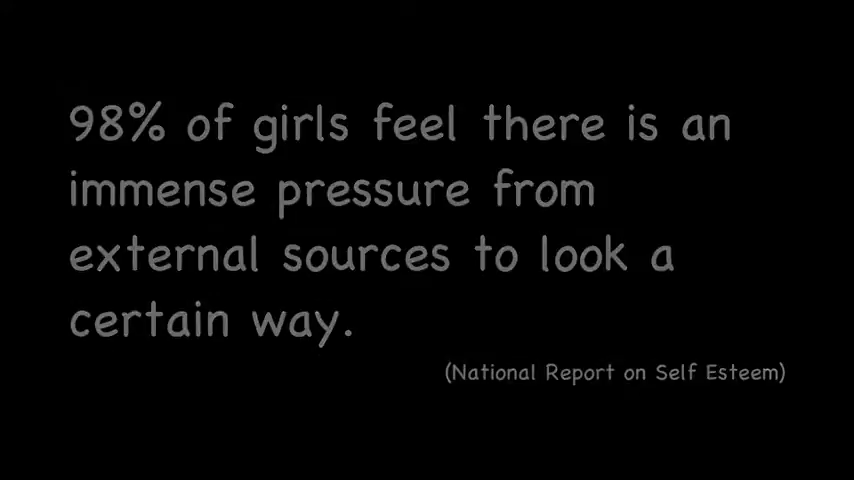 98% of girls feel there is an
immense pressure from
external sources to look a
certain way.
(National Report on Self Esteem)